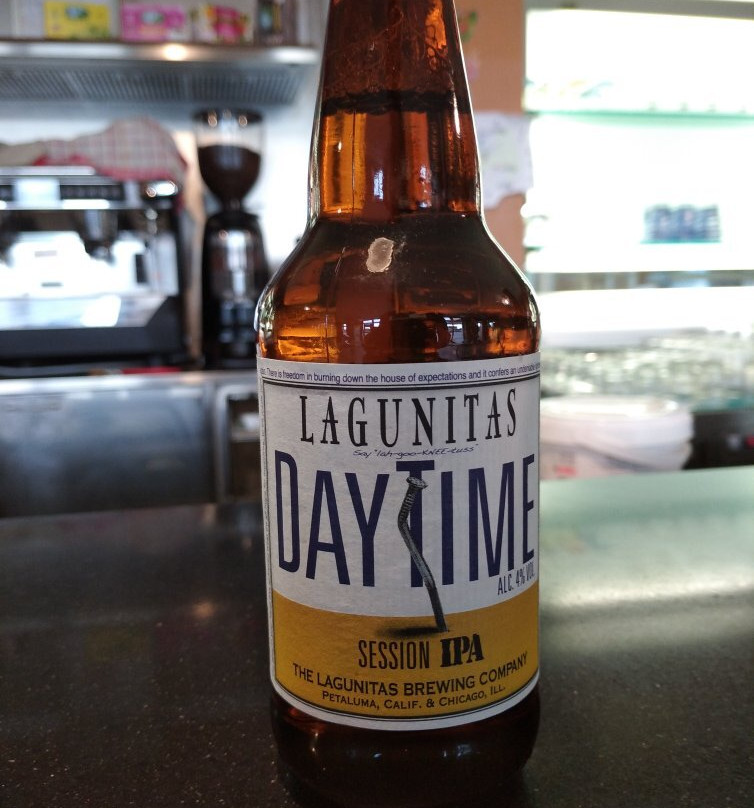 There is freedom in burning down the house of expectations and it confers an
LAGUNITAS
Say "lah-goo-KNEE-tuss"
DAYTIME
ALC. 4% VOL.
SESSION IPA
THE LAGUNITAS BREWING COMPANY
PETALUMA, CALIF. & CHICAGO, ILL.